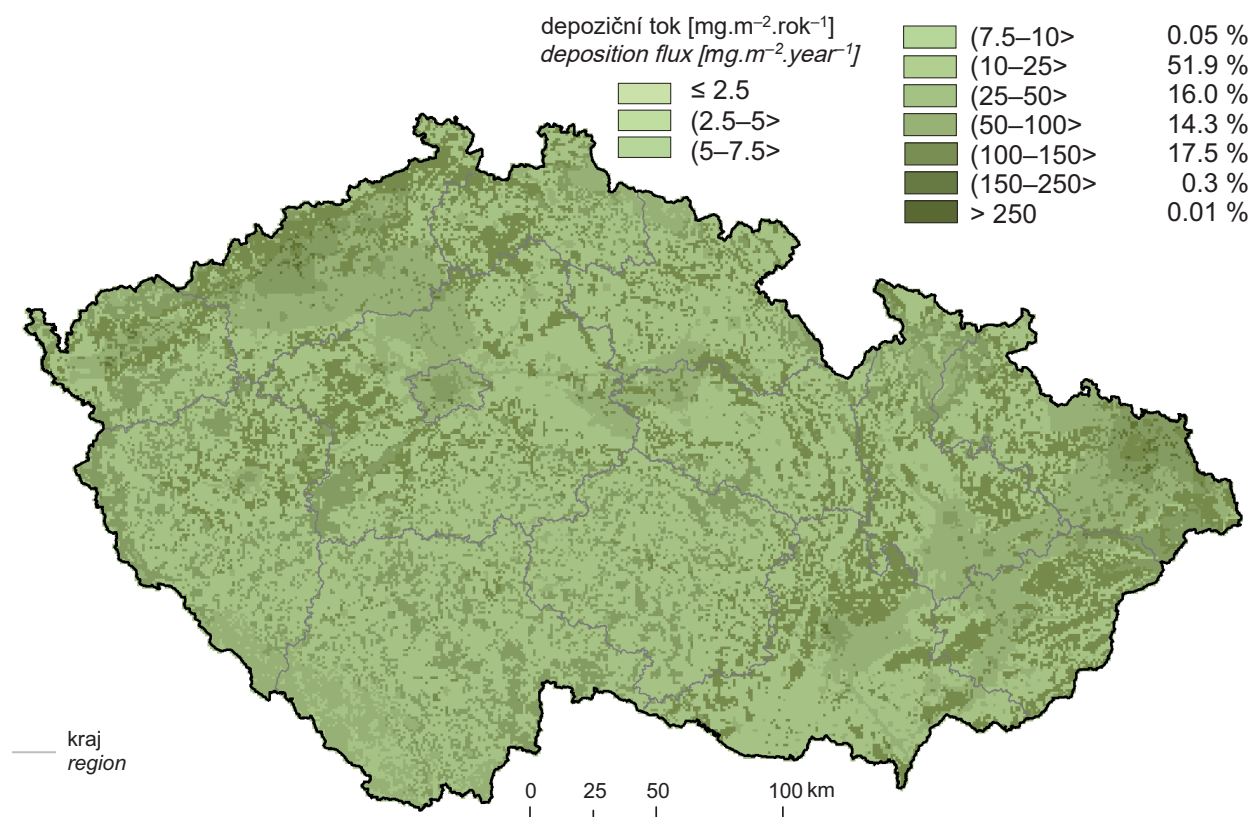 depoziční tok [mg.m⁻².rok⁻¹]
deposition flux [mg.m⁻².year⁻¹]
≤ 2.5
(2.5–5>
(5–7.5>
(7.5–10> 0.05 %
(10–25> 51.9 %
(25–50> 16.0 %
(50–100> 14.3 %
(100–150> 17.5 %
(150–250> 0.3 %
> 250 0.01 %
kraj
region
0 25 50 100 km